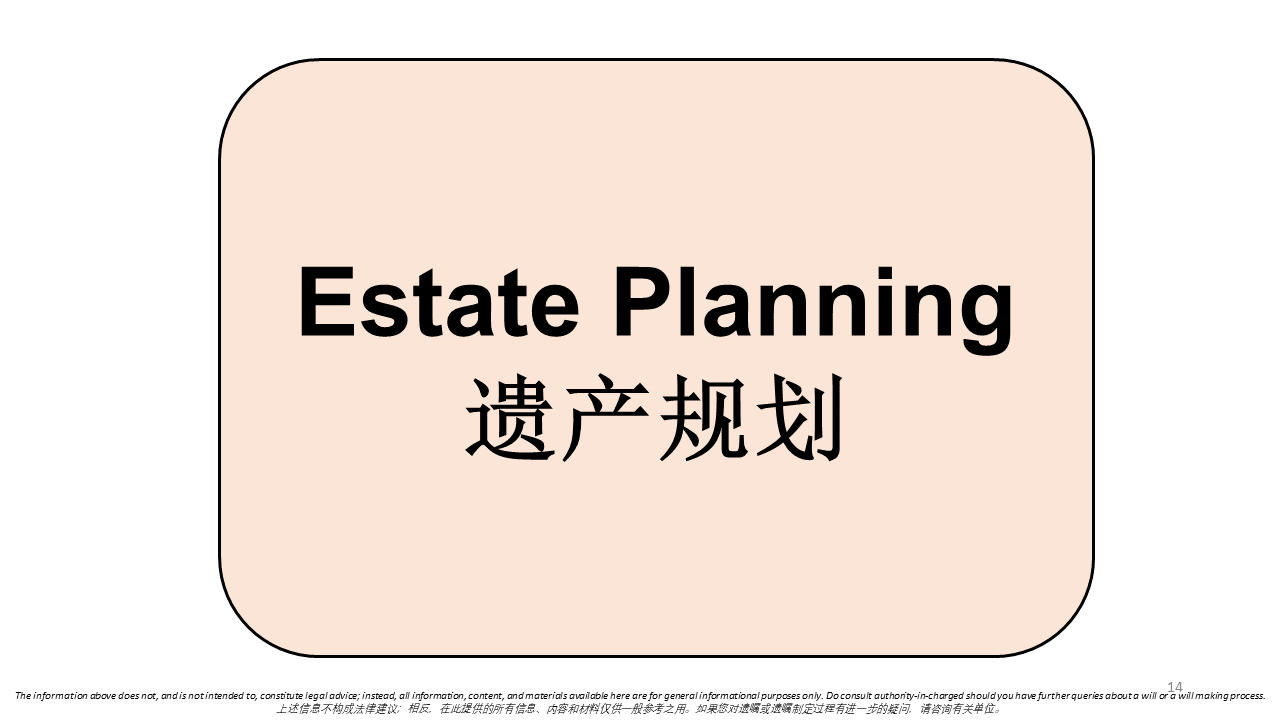 Estate Planning
遗产规划
14
The information above does not, and is not intended to, constitute legal advice; instead, all information, content, and materials available here are for general informational purposes only. Do consult authority-in-charged should you have further queries about a will or a will making process.
上述信息不构成法律建议；相反，在此提供的所有信息、内容和材料仅供一般参考之用。如果您对遗嘱或遗嘱制定过程有进一步的疑问，请咨询有关单位。